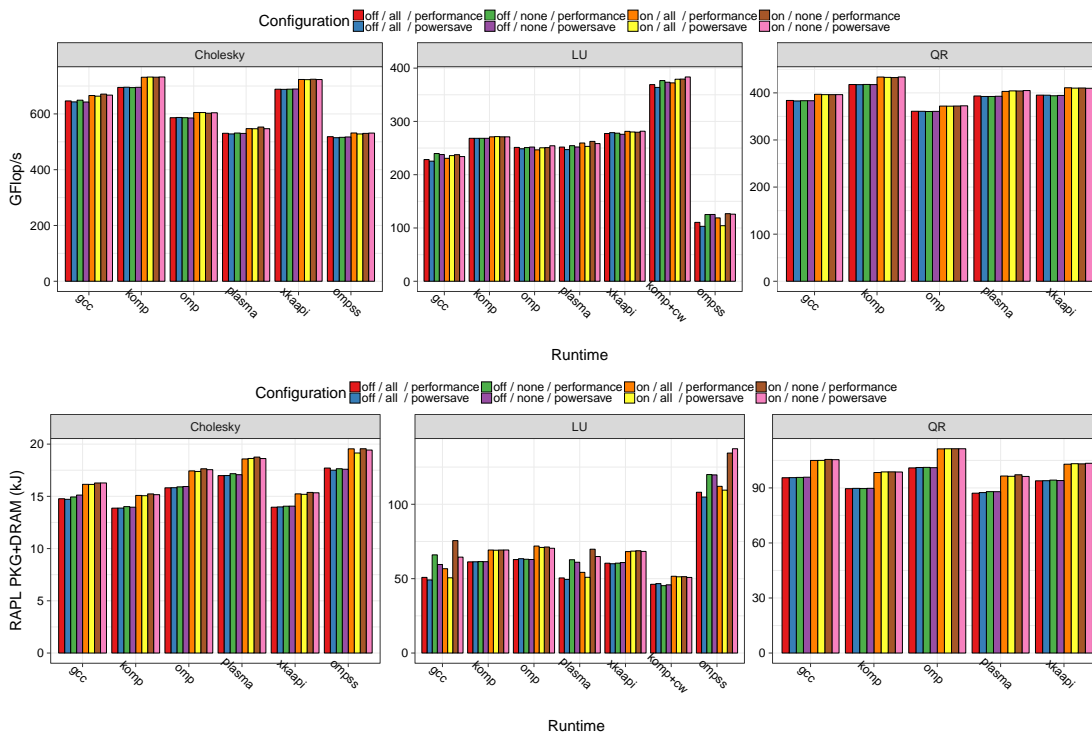 Configuration off / all / performance off / none / performance on / all / performance on / none / performance
off / all / powersave off / none / powersave on / all / powersave on / none / powersave
Cholesky LU QR
GFlop/s
600
400
200
0
400
300
200
100
0
400
300
200
100
0
gcc komp omp plasma xkaapi ompss
gcc komp omp plasma xkaapi komp+cw ompss
gcc komp omp plasma xkaapi
Runtime
Configuration off / all / performance off / none / performance on / all / performance on / none / performance
off / all / powersave off / none / powersave on / all / powersave on / none / powersave
Cholesky LU QR
RAPL PKG+DRAM (kJ)
20
15
10
5
0
100
50
0
90
60
30
0
gcc komp omp plasma xkaapi ompss
gcc komp omp plasma xkaapi komp+cw ompss
gcc komp omp plasma xkaapi
Runtime